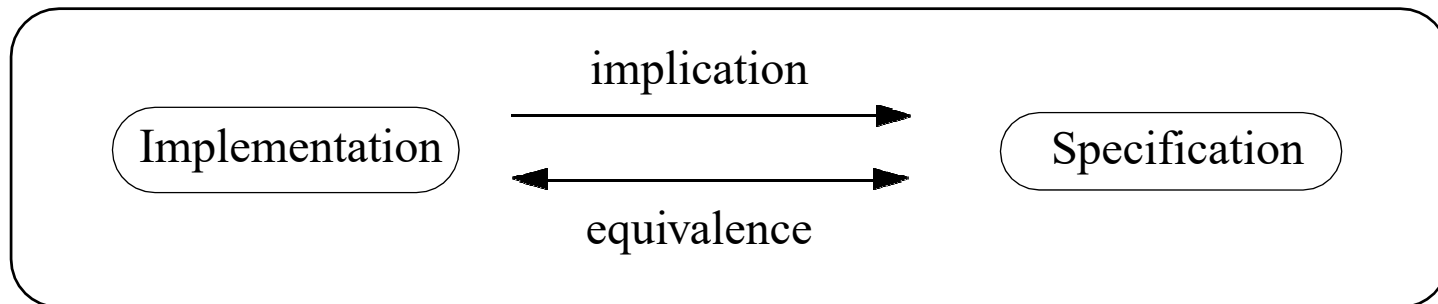 implication
Implementation
Specification
equivalence